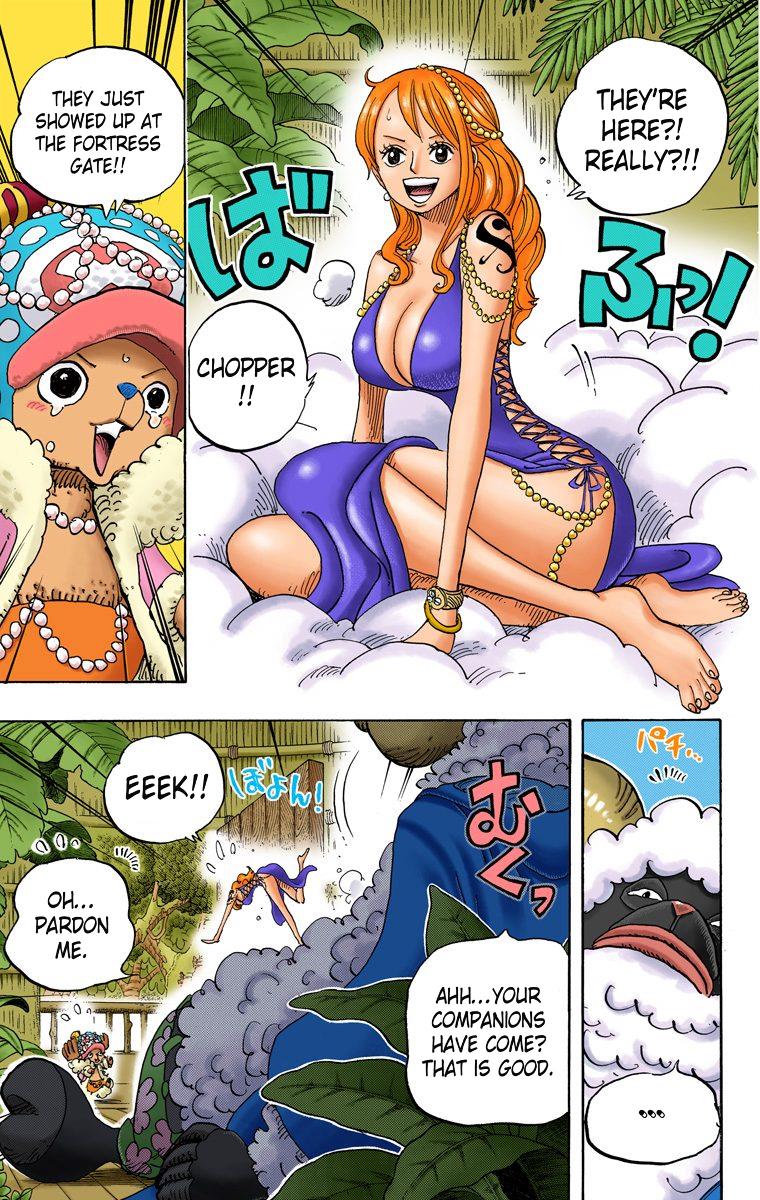 THEY'RE
HERE?!
REALLY?!!
ばふっ!
CHOPPER
!!
THEY JUST
SHOWED UP AT
THE FORTRESS
GATE!!
パチ...
...
むくっ
ぼよん!
EEEK!!
OH...
PARDON
ME.
AHH...YOUR
COMPANIONS
HAVE COME?
THAT IS GOOD.